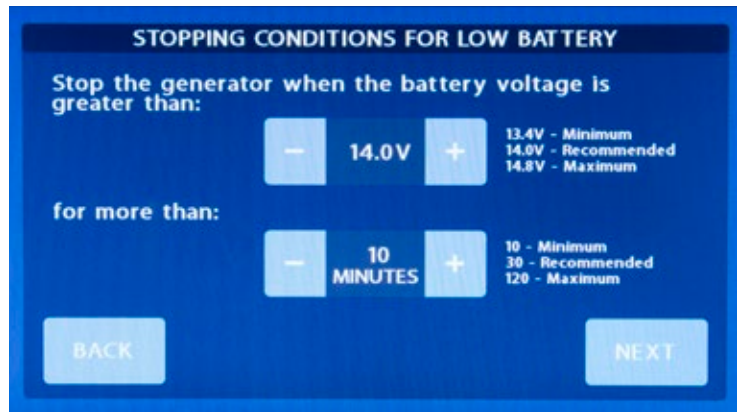 STOPPING CONDITIONS FOR LOW BATTERY
Stop the generator when the battery voltage is
greater than:
− 14.0V +
13.4V - Minimum
14.0V - Recommended
14.8V - Maximum
for more than:
− 10 MINUTES +
10 - Minimum
30 - Recommended
120 - Maximum
BACK
NEXT